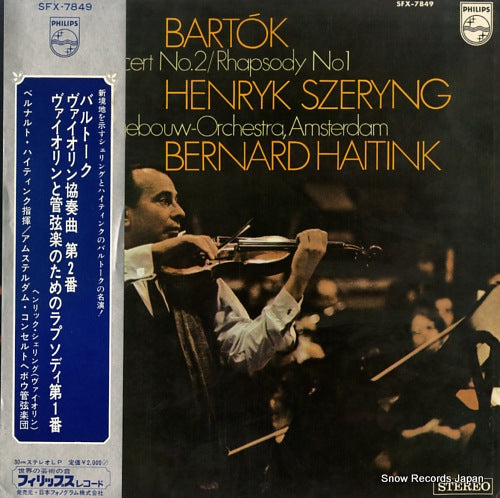 SFX-7849
PHILIPS
新境地を示すシェリングとハイティンクのバルトークの名演!
バルトーク
ヴァイオリン協奏曲 第2番
ヴァイオリンと管弦楽のためのラプソディ第1番
ヘンリック・シェリング(ヴァイオリン)
ベルナルト・ハイティンク指揮/アムステルダム・コンセルトヘボウ管弦楽団
30cmステレオLP 定価¥2,000
世界の芸術の音
フィリップスレコード
発売元・日本フォノグラム株式会社
SFX-7849
PHILIPS
BARTÓK
cert No.2/Rhapsody No1
HENRYK SZERYNG
ebouw-Orchestra, Amsterdam
BERNARD HAITINK
STEREO
Snow Records Japan